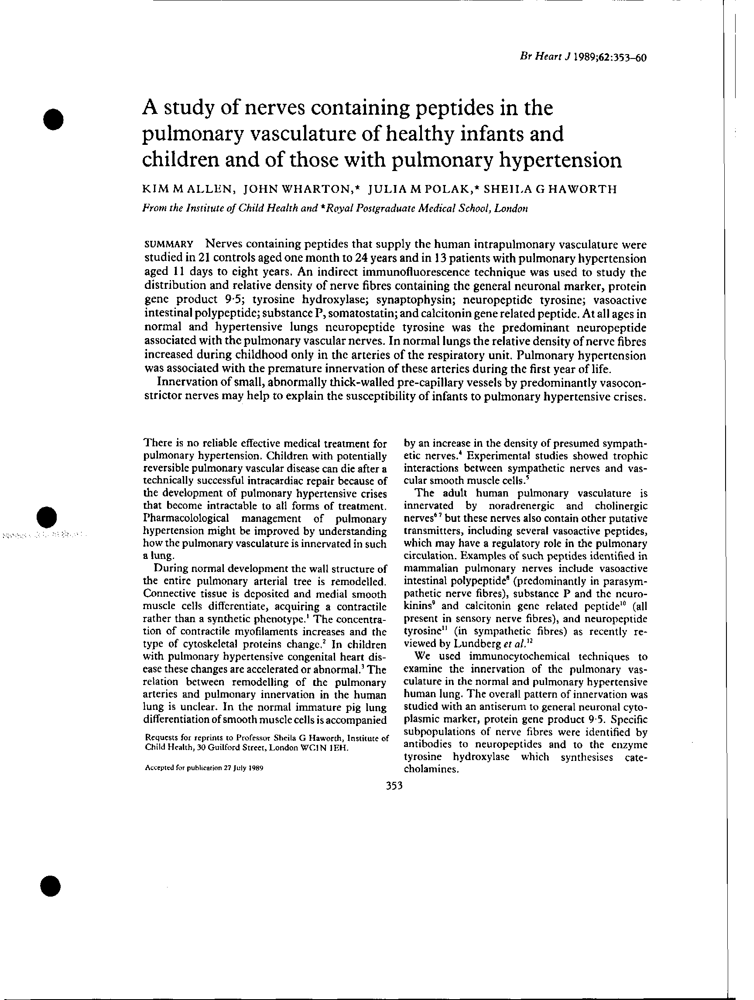 Br Heart J 1989;62:353–60
A study of nerves containing peptides in the
pulmonary vasculature of healthy infants and
children and of those with pulmonary hypertension
KIM M ALLEN, JOHN WHARTON,* JULIA M POLAK,* SHEILA G HAWORTH
From the Institute of Child Health and *Royal Postgraduate Medical School, London
SUMMARY Nerves containing peptides that supply the human intrapulmonary vasculature were
studied in 21 controls aged one month to 24 years and in 13 patients with pulmonary hypertension
aged 11 days to eight years. An indirect immunofluorescence technique was used to study the
distribution and relative density of nerve fibres containing the general neuronal marker, protein
gene product 9·5; tyrosine hydroxylase; synaptophysin; neuropeptide tyrosine; vasoactive
intestinal polypeptide; substance P, somatostatin; and calcitonin gene related peptide. At all ages in
normal and hypertensive lungs neuropeptide tyrosine was the predominant neuropeptide
associated with the pulmonary vascular nerves. In normal lungs the relative density of nerve fibres
increased during childhood only in the arteries of the respiratory unit. Pulmonary hypertension
was associated with the premature innervation of these arteries during the first year of life.
Innervation of small, abnormally thick-walled pre-capillary vessels by predominantly vasocon-
strictor nerves may help to explain the susceptibility of infants to pulmonary hypertensive crises.
There is no reliable effective medical treatment for
pulmonary hypertension. Children with potentially
reversible pulmonary vascular disease can die after a
technically successful intracardiac repair because of
the development of pulmonary hypertensive crises
that become intractable to all forms of treatment.
Pharmacolological management of pulmonary
hypertension might be improved by understanding
how the pulmonary vasculature is innervated in such
a lung.
During normal development the wall structure of
the entire pulmonary arterial tree is remodelled.
Connective tissue is deposited and medial smooth
muscle cells differentiate, acquiring a contractile
rather than a synthetic phenotype.¹ The concentra-
tion of contractile myofilaments increases and the
type of cytoskeletal proteins change.² In children
with pulmonary hypertensive congenital heart dis-
ease these changes are accelerated or abnormal.³ The
relation between remodelling of the pulmonary
arteries and pulmonary innervation in the human
lung is unclear. In the normal immature pig lung
differentiation of smooth muscle cells is accompanied
Requests for reprints to Professor Sheila G Haworth, Institute of
Child Health, 30 Guilford Street, London WC1N 1EH.
Accepted for publication 27 July 1989
by an increase in the density of presumed sympath-
etic nerves.⁴ Experimental studies showed trophic
interactions between sympathetic nerves and vas-
cular smooth muscle cells.⁵
The adult human pulmonary vasculature is
innervated by noradrenergic and cholinergic
nerves⁶ ⁷ but these nerves also contain other putative
transmitters, including several vasoactive peptides,
which may have a regulatory role in the pulmonary
circulation. Examples of such peptides identified in
mammalian pulmonary nerves include vasoactive
intestinal polypeptide⁸ (predominantly in parasym-
pathetic nerve fibres), substance P and the neuro-
kinins⁹ and calcitonin gene related peptide¹⁰ (all
present in sensory nerve fibres), and neuropeptide
tyrosine¹¹ (in sympathetic fibres) as recently re-
viewed by Lundberg et al.¹²
We used immunocytochemical techniques to
examine the innervation of the pulmonary vas-
culature in the normal and pulmonary hypertensive
human lung. The overall pattern of innervation was
studied with an antiserum to general neuronal cyto-
plasmic marker, protein gene product 9·5. Specific
subpopulations of nerve fibres were identified by
antibodies to neuropeptides and to the enzyme
tyrosine hydroxylase which synthesises cate-
cholamines.
353